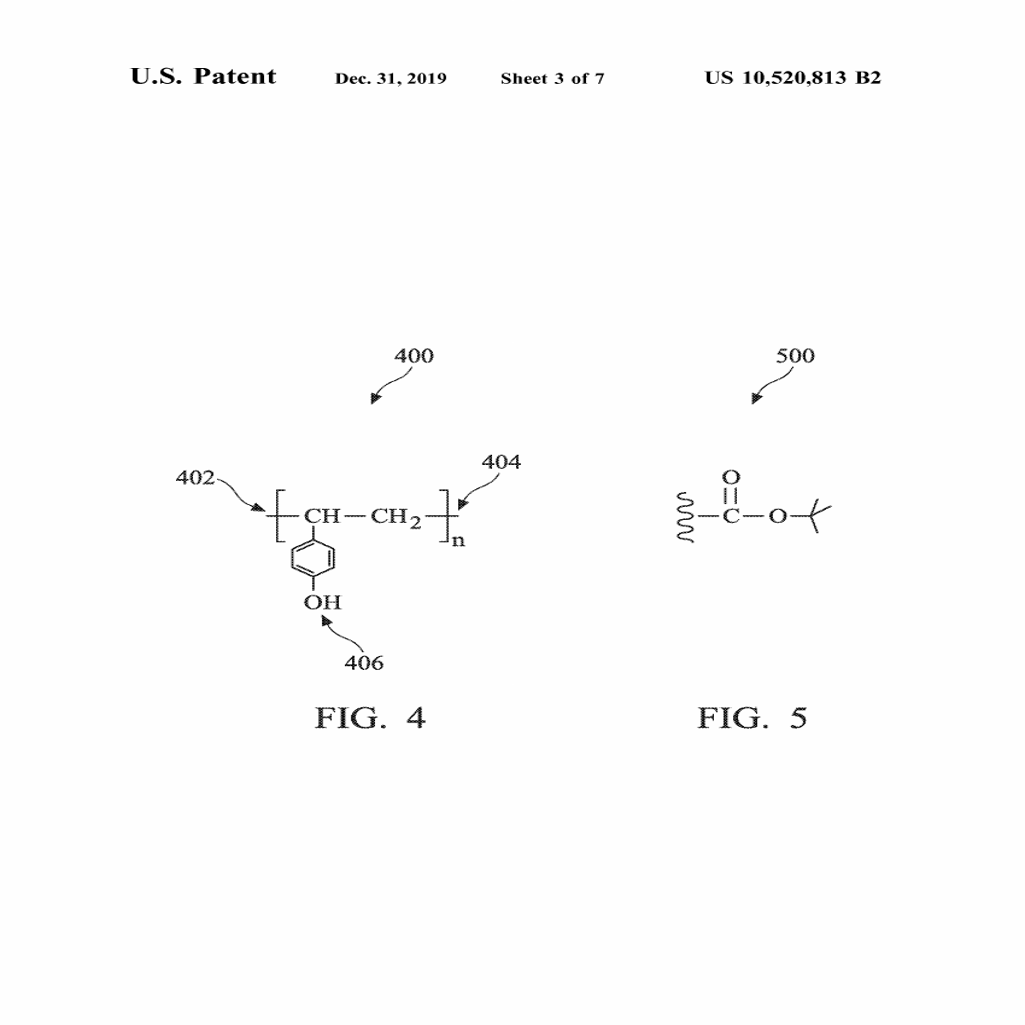 U.S. Patent Dec. 31, 2019 Sheet 3 of 7 US 10,520,813 B2
400 500
402 404
CH CH2 n C O O
OH
406
FIG. 4 FIG. 5